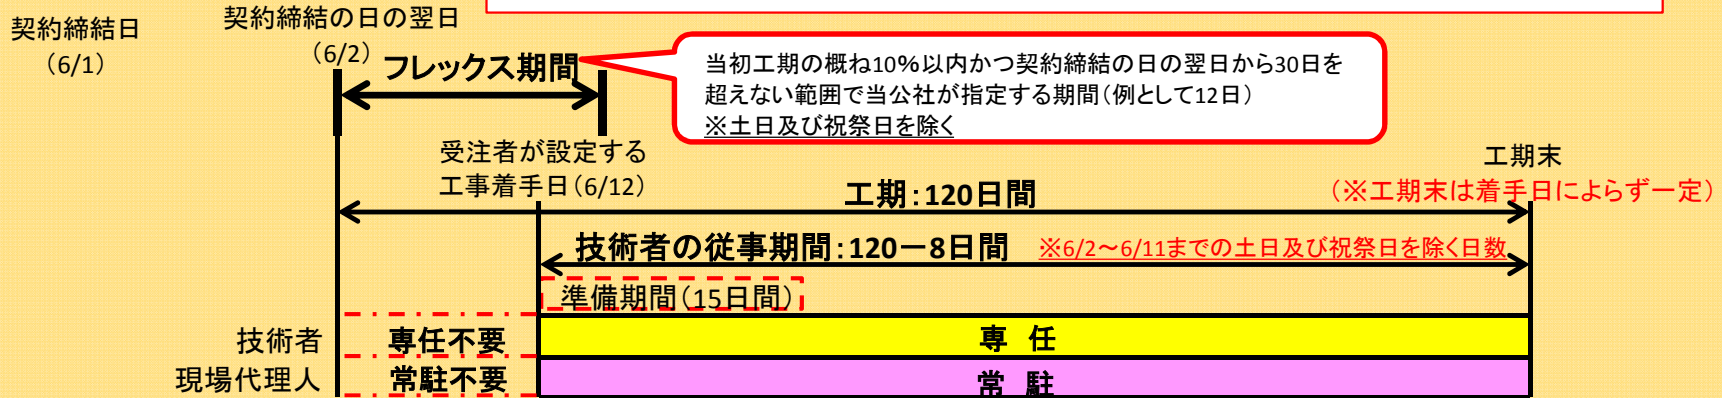 契約締結日
(6/1)
契約締結の日の翌日
(6/2)
フレックス期間
当初工期の概ね10%以内かつ契約締結の日の翌日から30日を
超えない範囲で当公社が指定する期間(例として12日)
※土日及び祝祭日を除く
受注者が設定する
工事着手日(6/12)
工期末
(※工期末は着手日によらず一定)
工期:120日間
技術者の従事期間:120-8日間
※6/2~6/11までの土日及び祝祭日を除く日数
準備期間(15日間)
技術者
専任不要
専 任
現場代理人
常駐不要
常 駐